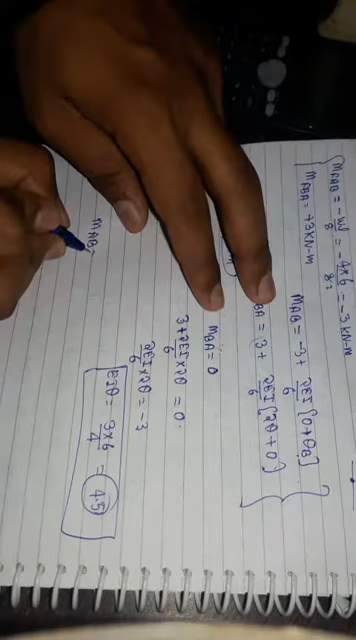 MFAB = -Wl/8 = -4×6/8 = -3 KN-m
MFBA = +3 KN-m
MAB = -3 + 2EI/6 [0+θB]
BA = 3 + 2EI/6 [2θ+0]
MBA = 0
3 + 2EI/6 × 2θ = 0.
2EI/6 × 2θ = -3
EIθ = 3×6/4 = 4.5
MAB=